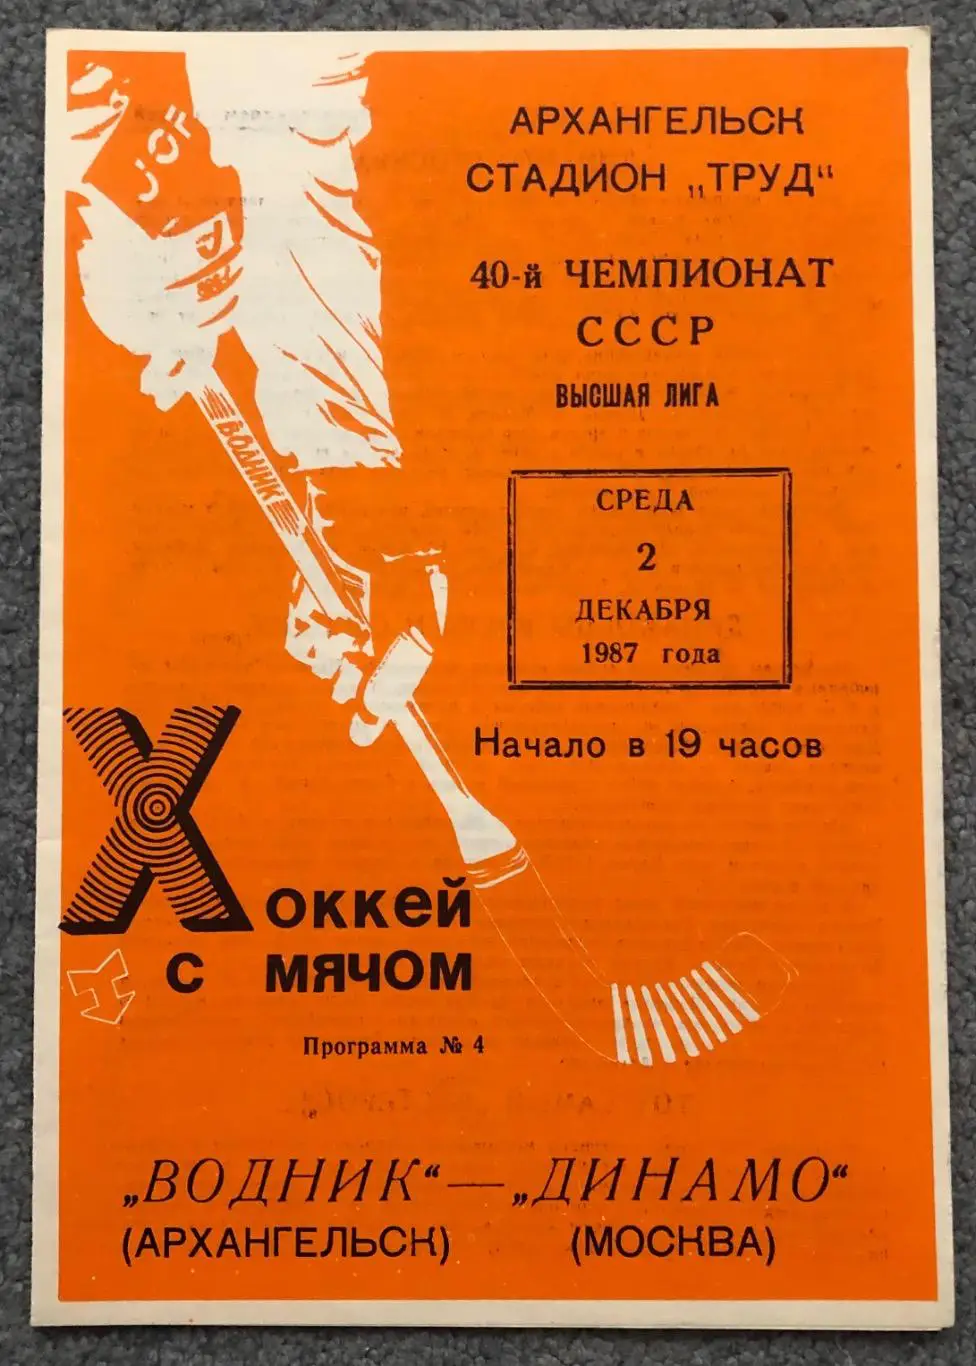 JOF
АРХАНГЕЛЬСК
СТАДИОН „ТРУД“
40-й ЧЕМПИОНАТ
СССР
ВЫСШАЯ ЛИГА
ВОДНИК
СРЕДА
2
ДЕКАБРЯ
1987 года
Начало в 19 часов
Хоккей
с мячом
Программа № 4
„ВОДНИК“ — „ДИНАМО“
(АРХАНГЕЛЬСК) (МОСКВА)